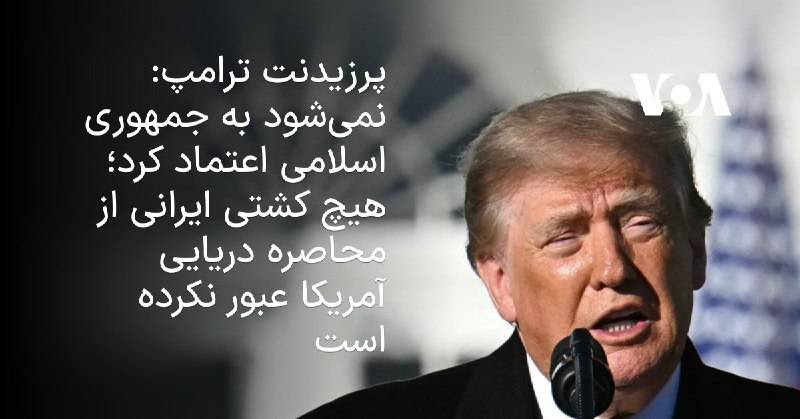 VOA
پرزیدنت ترامپ:
نمی‌شود به جمهوری
اسلامی اعتماد کرد؛
هیچ کشتی ایرانی از
محاصره دریایی
آمریکا عبور نکرده
است